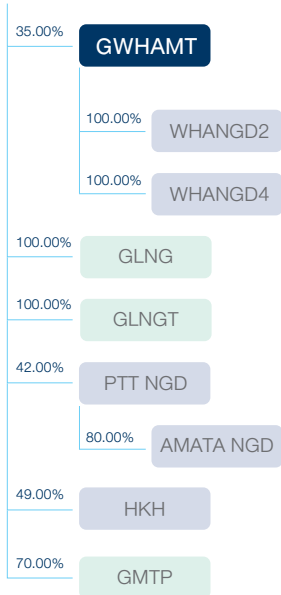 35.00%
GWHAMT
100.00%
WHANGD2
100.00%
WHANGD4
100.00%
GLNG
100.00%
GLNGT
42.00%
PTT NGD
80.00%
AMATA NGD
49.00%
HKH
70.00%
GMTP